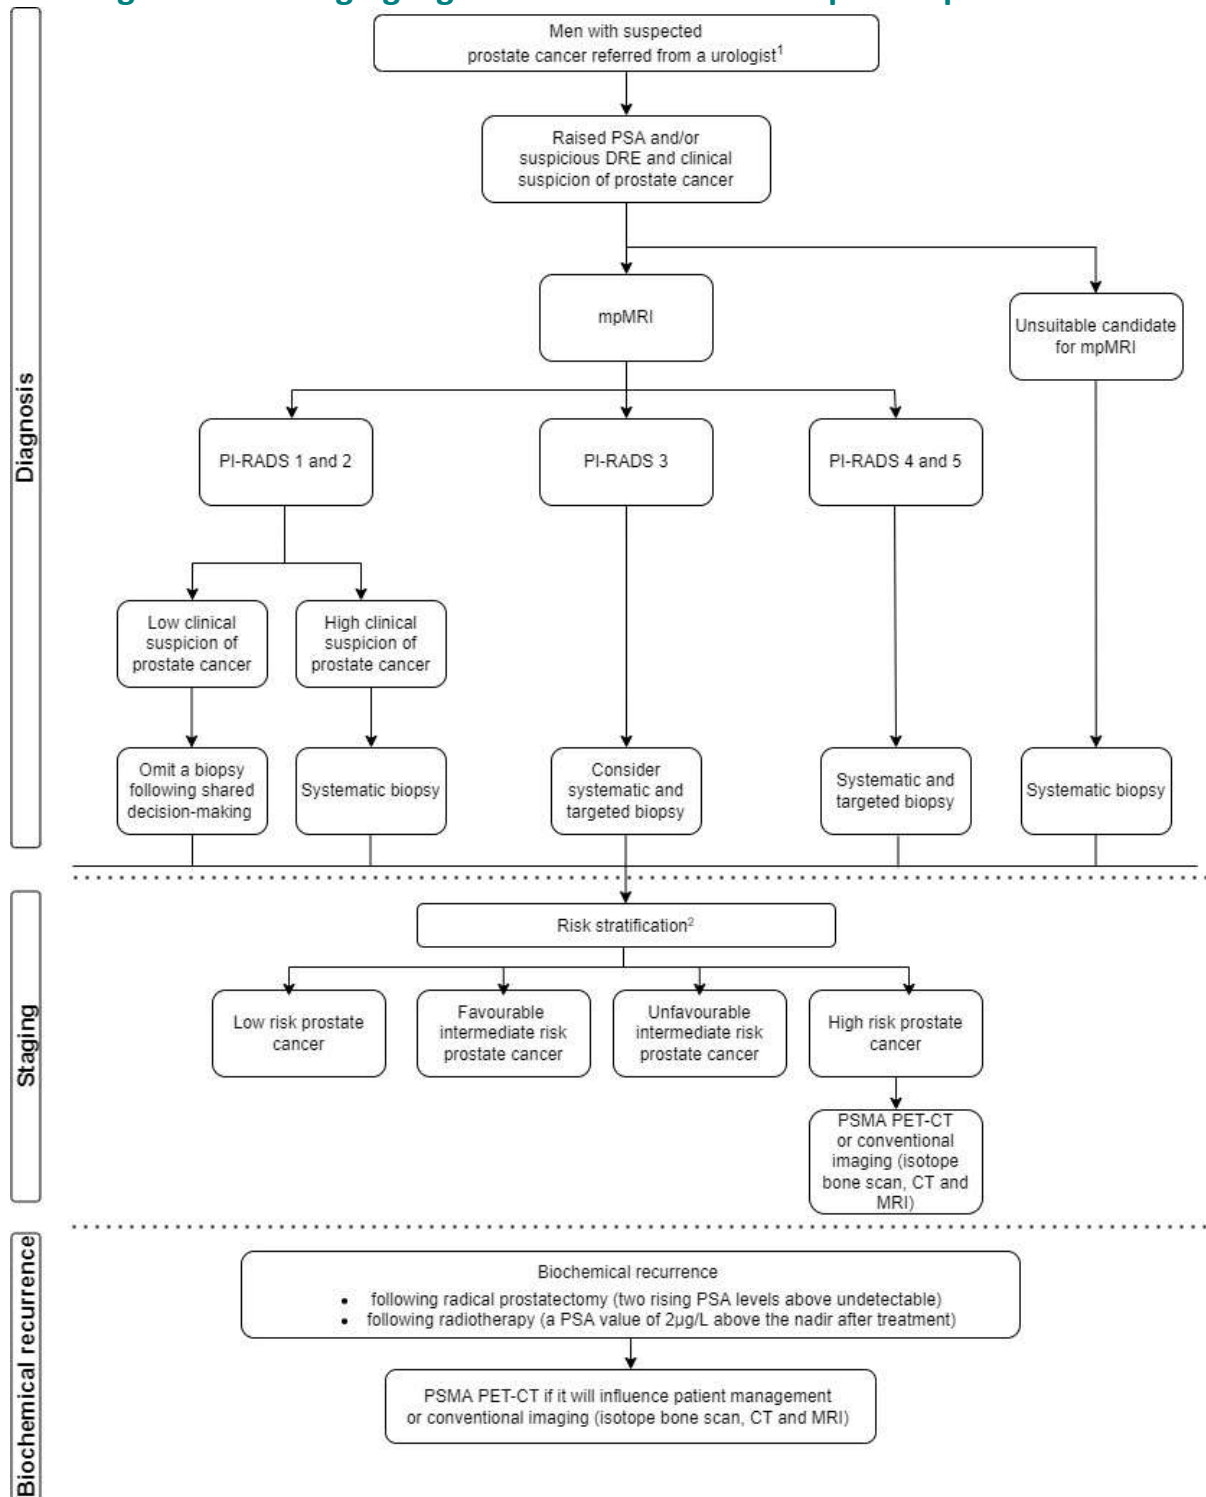 Men with suspected
prostate cancer referred from a urologist¹
Raised PSA and/or
suspicious DRE and clinical
suspicion of prostate cancer
mpMRI
Unsuitable candidate
for mpMRI
Diagnosis
PI-RADS 1 and 2
PI-RADS 3
PI-RADS 4 and 5
Low clinical
suspicion of
prostate cancer
High clinical
suspicion of
prostate cancer
Omit a biopsy
following shared
decision-making
Systematic biopsy
Consider
systematic and
targeted biopsy
Systematic and
targeted biopsy
Systematic biopsy
Staging
Risk stratification²
Low risk prostate
cancer
Favourable
intermediate risk
prostate cancer
Unfavourable
intermediate risk
prostate cancer
High risk prostate
cancer
PSMA PET-CT
or conventional
imaging (isotope
bone scan, CT and
MRI)
Biochemical recurrence
Biochemical recurrence
• following radical prostatectomy (two rising PSA levels above undetectable)
• following radiotherapy (a PSA value of 2µg/L above the nadir after treatment)
PSMA PET-CT if it will influence patient management
or conventional imaging (isotope bone scan, CT and MRI)